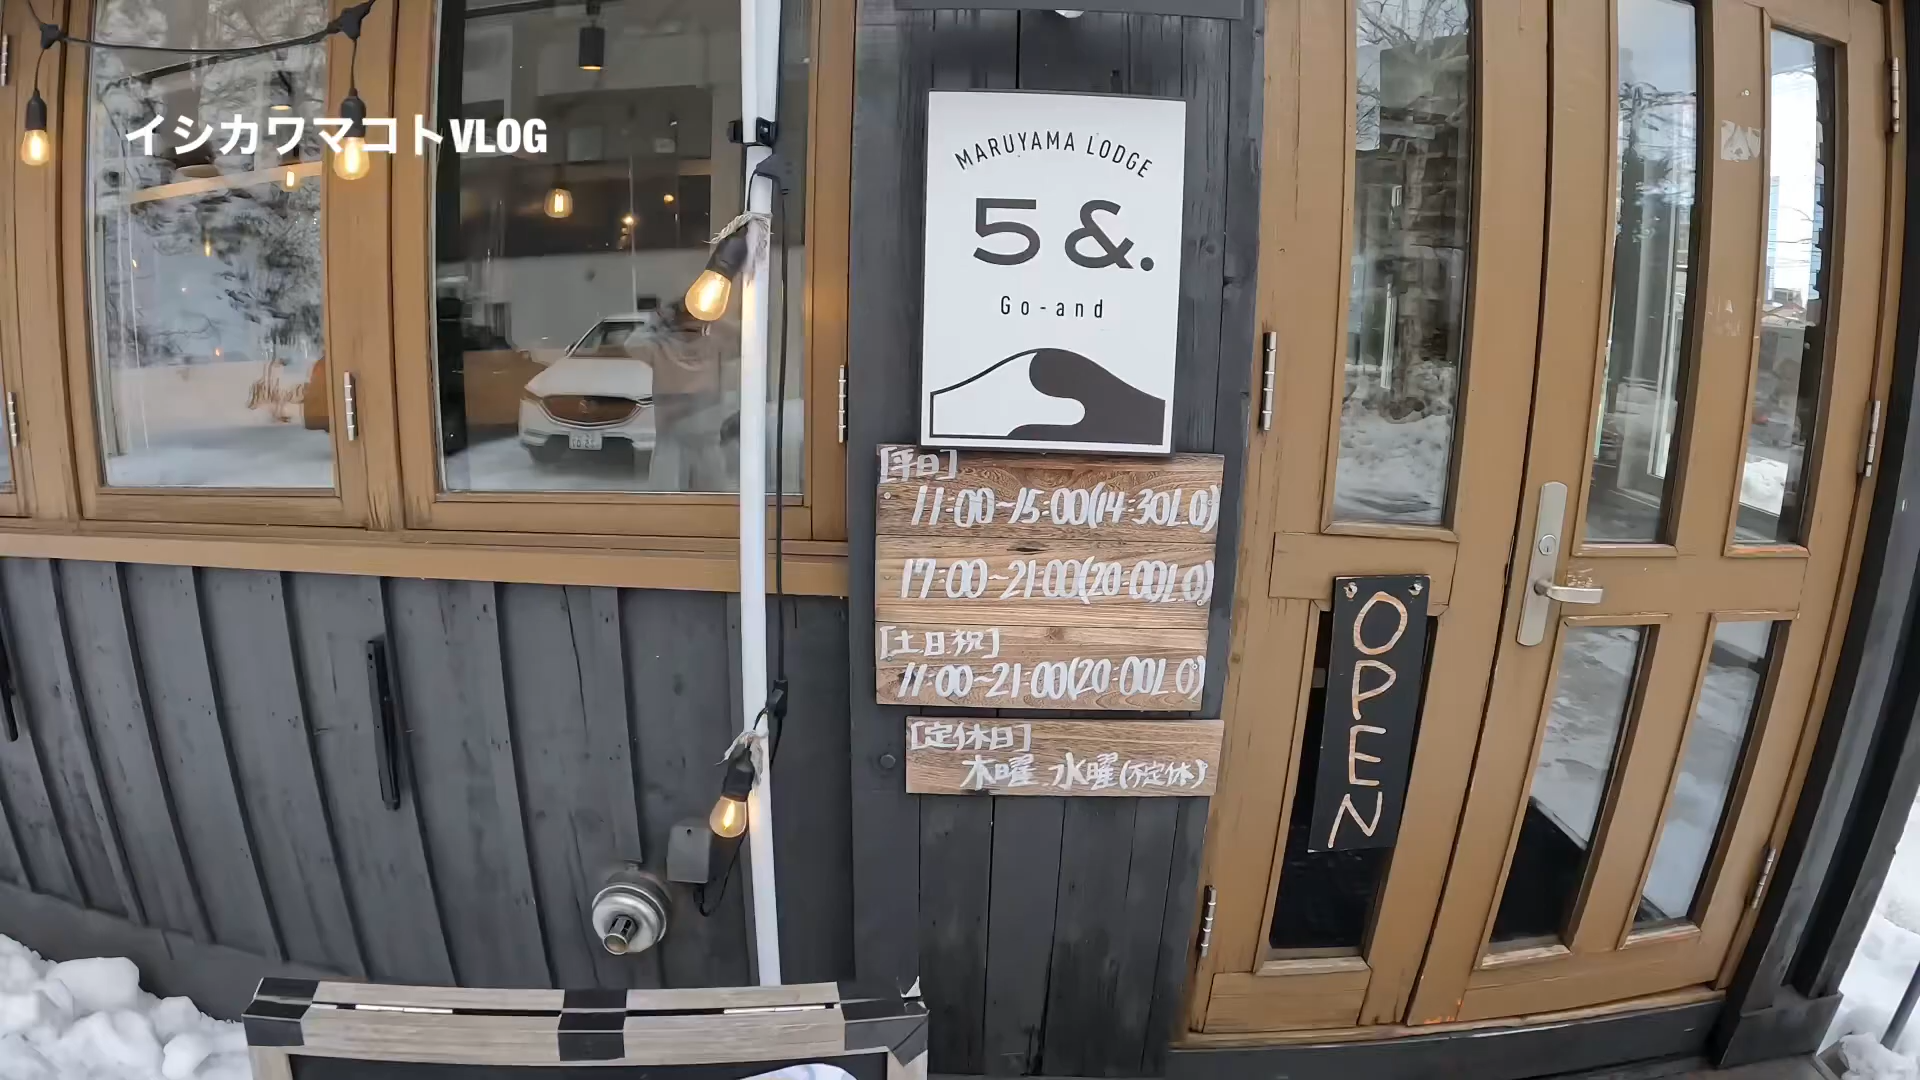 イシカワマコトVLOG
MARUYAMA LODGE
5&.
Go-and
[平日]
11:00~15:00(14:30L.O)
17:00~21:00(20:00L.O)
[土日祝]
11:00~21:00(20:00L.O)
[定休日]
木曜 水曜(不定休)
OPEN